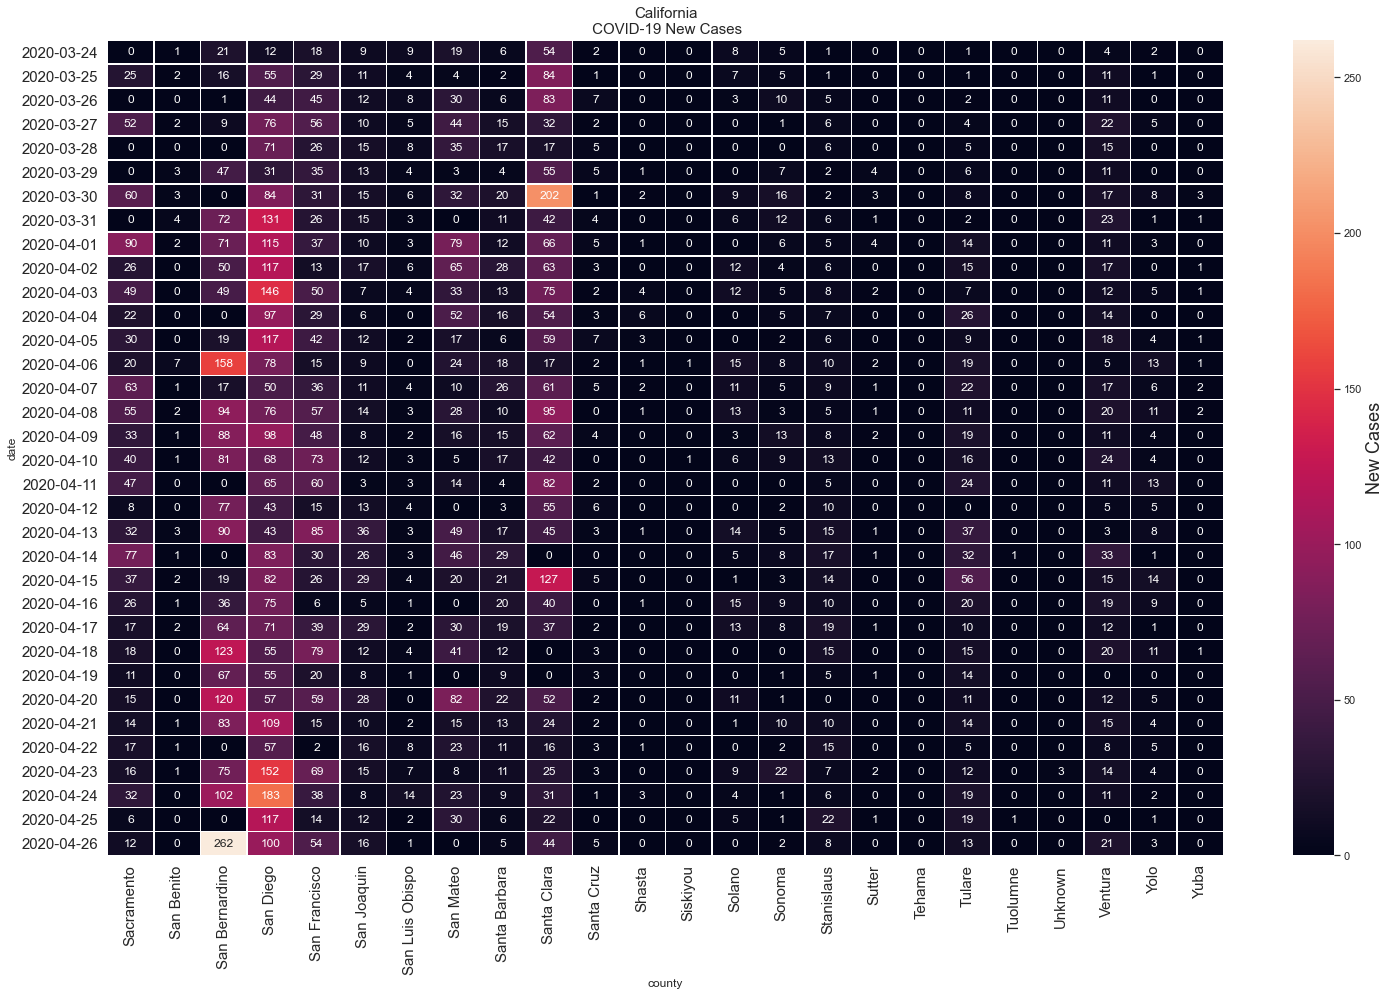 California
COVID-19 New Cases
2020-03-24 0 1 21 12 18 9 9 19 6 54 2 0 0 8 5 1 0 0 1 0 0 4 2 0
2020-03-25 25 2 16 55 29 11 4 4 2 84 1 0 0 7 5 1 0 0 1 0 0 11 1 0
2020-03-26 0 0 1 44 45 12 8 30 6 83 7 0 0 3 10 5 0 0 2 0 0 11 0 0
2020-03-27 52 2 9 76 56 10 5 44 15 32 2 0 0 0 1 6 0 0 4 0 0 22 5 0
2020-03-28 0 0 0 71 26 15 8 35 17 17 5 0 0 0 0 6 0 0 5 0 0 15 0 0
2020-03-29 0 3 47 31 35 13 4 3 4 55 5 1 0 0 7 2 4 0 6 0 0 11 0 0
2020-03-30 60 3 0 84 31 15 6 32 20 202 1 2 0 9 16 2 3 0 8 0 0 17 8 3
2020-03-31 0 4 72 131 26 15 3 0 11 42 4 0 0 6 12 6 1 0 2 0 0 23 1 1
2020-04-01 90 2 71 115 37 10 3 79 12 66 5 1 0 0 6 5 4 0 14 0 0 11 3 0
2020-04-02 26 0 50 117 13 17 6 65 28 63 3 0 0 12 4 6 0 0 15 0 0 17 0 1
2020-04-03 49 0 49 146 50 7 4 33 13 75 2 4 0 12 5 8 2 0 7 0 0 12 5 1
2020-04-04 22 0 0 97 29 6 0 52 16 54 3 6 0 0 5 7 0 0 26 0 0 14 0 0
2020-04-05 30 0 19 117 42 12 2 17 6 59 7 3 0 0 2 6 0 0 9 0 0 18 4 1
2020-04-06 20 7 158 78 15 9 0 24 18 17 2 1 1 15 8 10 2 0 19 0 0 5 13 1
2020-04-07 63 1 17 50 36 11 4 10 26 61 5 2 0 11 5 9 1 0 22 0 0 17 6 2
2020-04-08 55 2 94 76 57 14 3 28 10 95 0 1 0 13 3 5 1 0 11 0 0 20 11 2
2020-04-09 33 1 88 98 48 8 2 16 15 62 4 0 0 3 13 8 2 0 19 0 0 11 4 0
2020-04-10 40 1 81 68 73 12 3 5 17 42 0 0 1 6 9 13 0 0 16 0 0 24 4 0
2020-04-11 47 0 0 65 60 3 3 14 4 82 2 0 0 0 0 5 0 0 24 0 0 11 13 0
2020-04-12 8 0 77 43 15 13 4 0 3 55 6 0 0 0 2 10 0 0 0 0 0 5 5 0
2020-04-13 32 3 90 43 85 36 3 49 17 45 3 1 0 14 5 15 1 0 37 0 0 3 8 0
2020-04-14 77 1 0 83 30 26 3 46 29 0 0 0 0 5 8 17 1 0 32 1 0 33 1 0
2020-04-15 37 2 19 82 26 29 4 20 21 127 5 0 0 1 3 14 0 0 56 0 0 15 14 0
2020-04-16 26 1 36 75 6 5 1 0 20 40 0 1 0 15 9 10 0 0 20 0 0 19 9 0
2020-04-17 17 2 64 71 39 29 2 30 19 37 2 0 0 13 8 19 1 0 10 0 0 12 1 0
2020-04-18 18 0 123 55 79 12 4 41 12 0 3 0 0 0 0 15 0 0 15 0 0 20 11 1
2020-04-19 11 0 67 55 20 8 1 0 9 0 3 0 0 0 1 5 1 0 14 0 0 0 0 0
2020-04-20 15 0 120 57 59 28 0 82 22 52 2 0 0 11 1 0 0 0 11 0 0 12 5 0
2020-04-21 14 1 83 109 15 10 2 15 13 24 2 0 0 1 10 10 0 0 14 0 0 15 4 0
2020-04-22 17 1 0 57 2 16 8 23 11 16 3 1 0 0 2 15 0 0 5 0 0 8 5 0
2020-04-23 16 1 75 152 69 15 7 8 11 25 3 0 0 9 22 7 2 0 12 0 3 14 4 0
2020-04-24 32 0 102 183 38 8 14 23 9 31 1 3 0 4 1 6 0 0 19 0 0 11 2 0
2020-04-25 6 0 0 117 14 12 2 30 6 22 0 0 0 5 1 22 1 0 19 1 0 0 1 0
2020-04-26 12 0 262 100 54 16 1 0 5 44 5 0 0 0 2 8 0 0 13 0 0 21 3 0
date
Sacramento
San Benito
San Bernardino
San Diego
San Francisco
San Joaquin
San Luis Obispo
San Mateo
Santa Barbara
Santa Clara
Santa Cruz
Shasta
Siskiyou
Solano
Sonoma
Stanislaus
Sutter
Tehama
Tulare
Tuolumne
Unknown
Ventura
Yolo
Yuba
county
250
200
150
100
50
0
New Cases